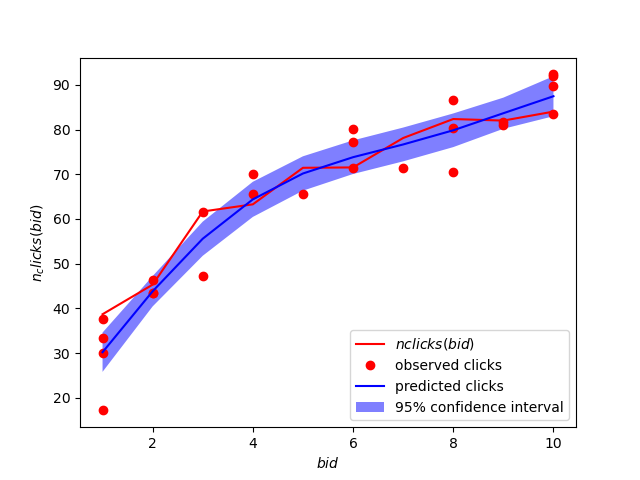 90
80
70
60
50
40
30
20
n_clicks(bid)
2
4
6
8
10
bid
nclicks(bid)
observed clicks
predicted clicks
95% confidence interval